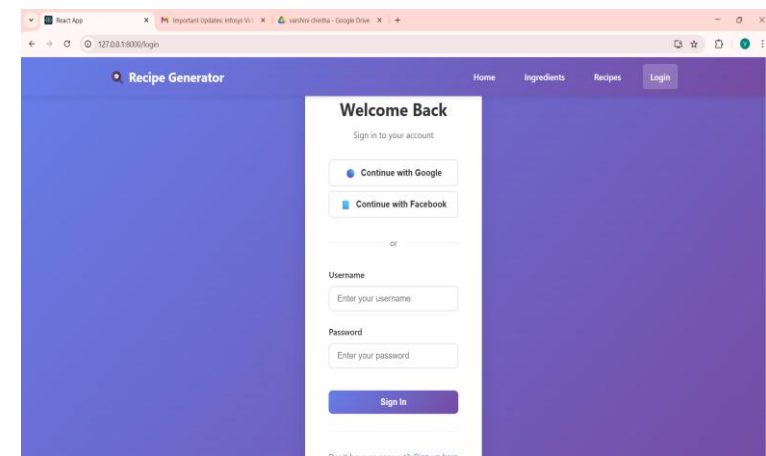 React App
Important Updates: Infosys Vir
varshini chintha - Google Drive
127.0.0.1:8000/login
Recipe Generator
Home
Ingredients
Recipes
Login
Welcome Back
Sign in to your account
Continue with Google
Continue with Facebook
or
Username
Enter your username
Password
Enter your password
Sign In